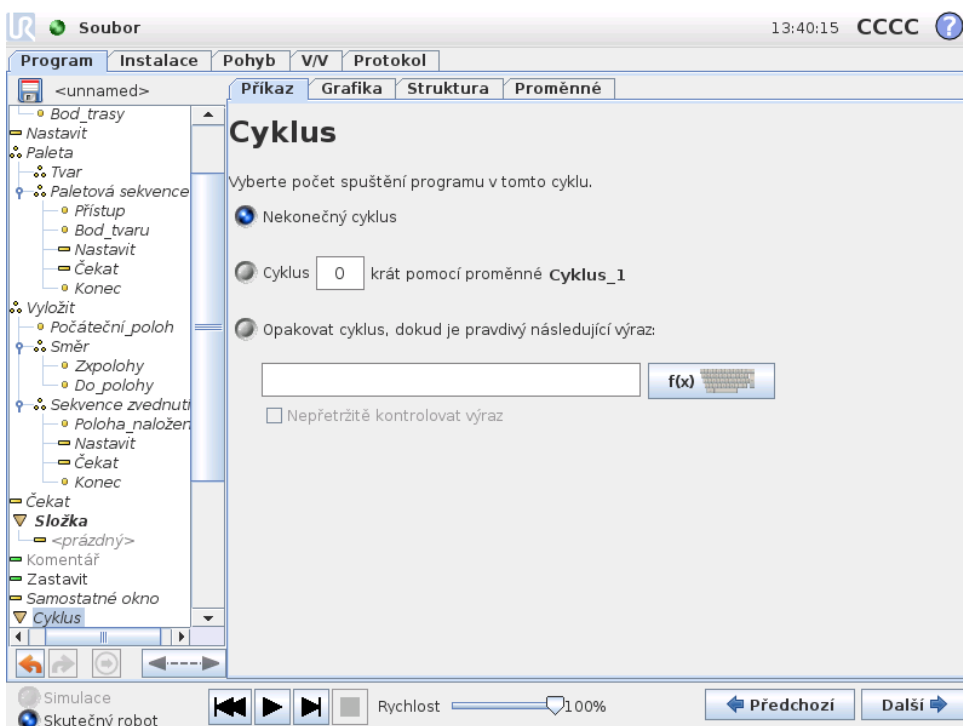 UR Soubor 13:40:15 CCCC ?
Program Instalace Pohyb V/V Protokol
<unnamed>
Příkaz Grafika Struktura Proměnné
Bod_trasy
Nastavit
Paleta
Tvar
Paletová sekvence
Přístup
Bod_tvaru
Nastavit
Čekat
Konec
Vyložit
Počáteční_poloh
Směr
Zxpolohy
Do_polohy
Sekvence zvednutí
Poloha_naložen
Nastavit
Čekat
Konec
Čekat
Složka
<prázdný>
Komentář
Zastavit
Samostatné okno
Cyklus
Cyklus
Vyberte počet spuštění programu v tomto cyklu.
Nekonečný cyklus
Cyklus 0 krát pomocí proměnné Cyklus_1
Opakovat cyklus, dokud je pravdivý následující výraz:
f(x)
Nepřetržitě kontrolovat výraz
Simulace
Skutečný robot
Rychlost 100%
Předchozí Další